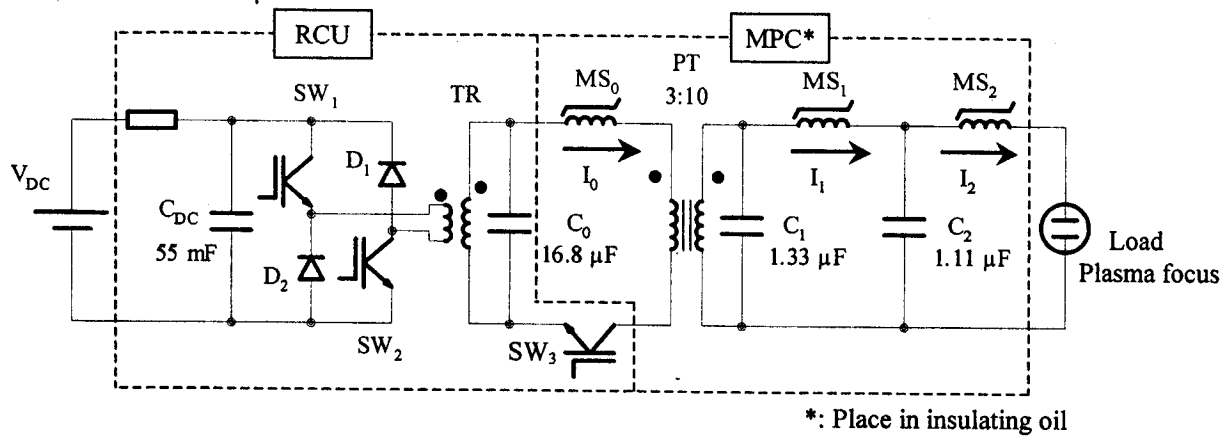 RCU
MPC*
SW₁
TR
MS₀
PT
3:10
MS₁
MS₂
V_DC
C_DC
55 mF
D₁
D₂
SW₂
C₀
16.8 μF
I₀
SW₃
C₁
1.33 μF
I₁
C₂
1.11 μF
I₂
Load
Plasma focus
*: Place in insulating oil